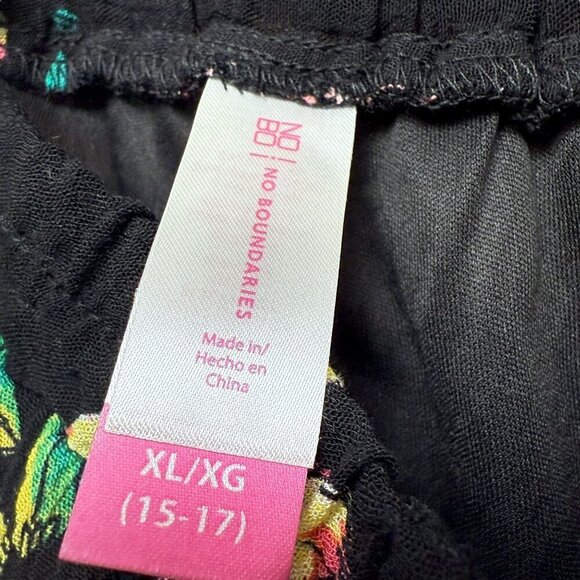 NO
BO
NO BOUNDARIES
Made in/
Hecho en
China
XL/XG
(15-17)